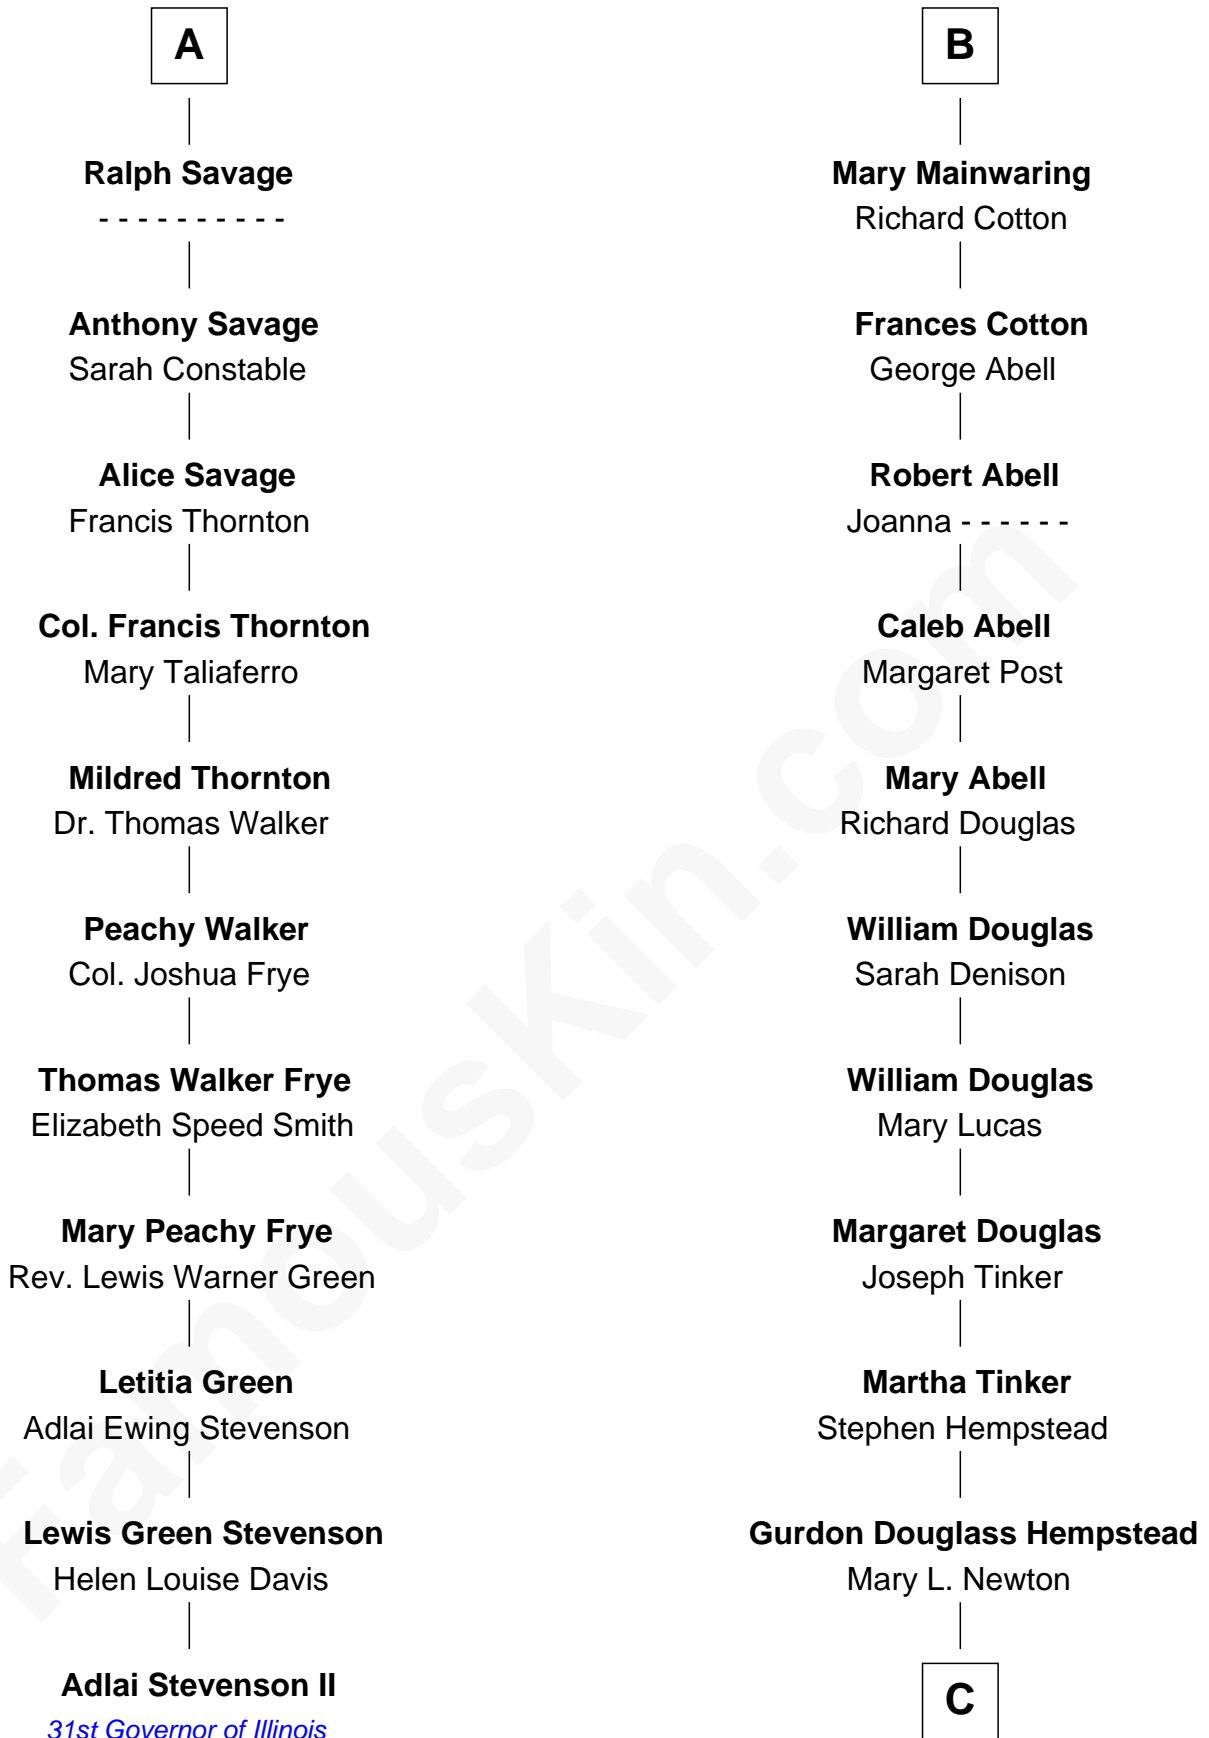 A
Ralph Savage
- - - - - - - - - -
Anthony Savage
Sarah Constable
Alice Savage
Francis Thornton
Col. Francis Thornton
Mary Taliaferro
Mildred Thornton
Dr. Thomas Walker
Peachy Walker
Col. Joshua Frye
Thomas Walker Frye
Elizabeth Speed Smith
Mary Peachy Frye
Rev. Lewis Warner Green
Letitia Green
Adlai Ewing Stevenson
Lewis Green Stevenson
Helen Louise Davis
Adlai Stevenson II
31st Governor of Illinois
B
Mary Mainwaring
Richard Cotton
Frances Cotton
George Abell
Robert Abell
Joanna - - - - - -
Caleb Abell
Margaret Post
Mary Abell
Richard Douglas
William Douglas
Sarah Denison
William Douglas
Mary Lucas
Margaret Douglas
Joseph Tinker
Martha Tinker
Stephen Hempstead
Gurdon Douglass Hempstead
Mary L. Newton
C
FamousKin.com